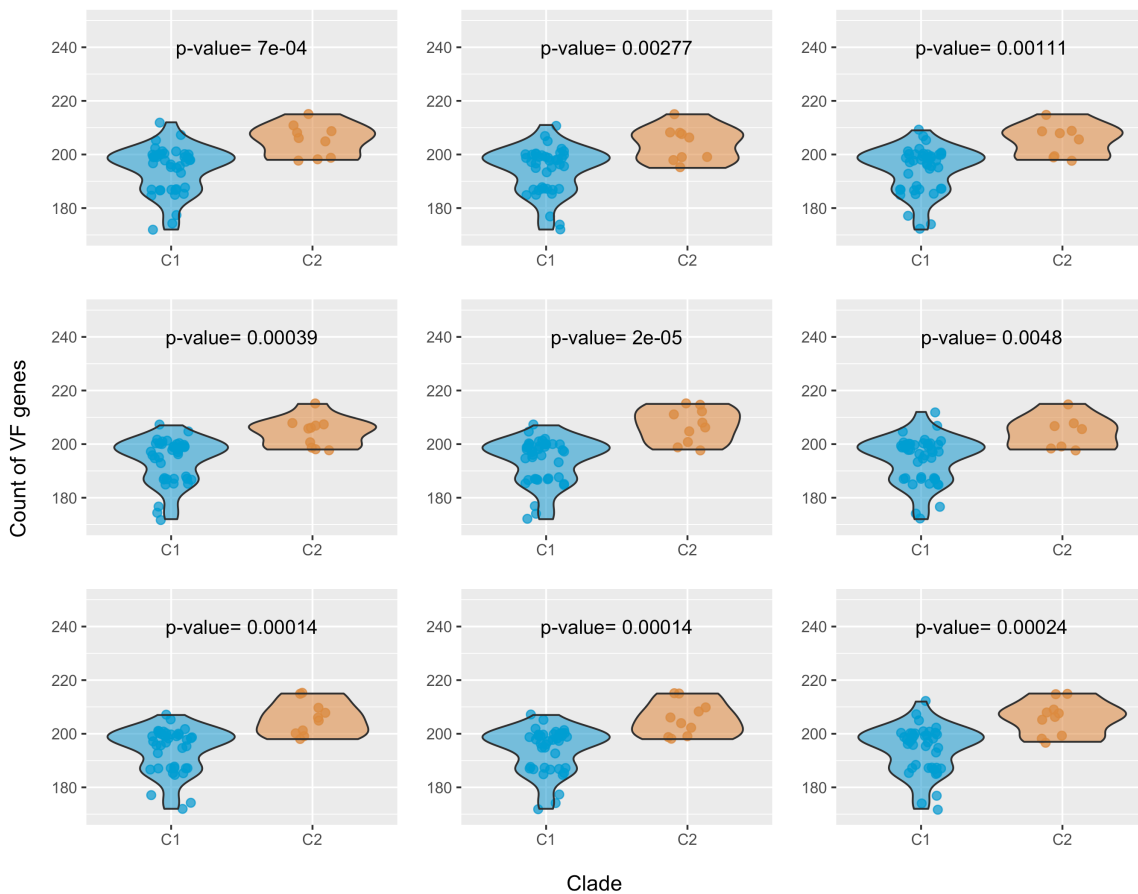 p-value= 7e-04
240
220
200
180
C1
C2
p-value= 0.00277
240
220
200
180
C1
C2
p-value= 0.00111
240
220
200
180
C1
C2
Count of VF genes
p-value= 0.00039
240
220
200
180
C1
C2
p-value= 2e-05
240
220
200
180
C1
C2
p-value= 0.0048
240
220
200
180
C1
C2
p-value= 0.00014
240
220
200
180
C1
C2
p-value= 0.00014
240
220
200
180
C1
C2
p-value= 0.00024
240
220
200
180
C1
C2
Clade